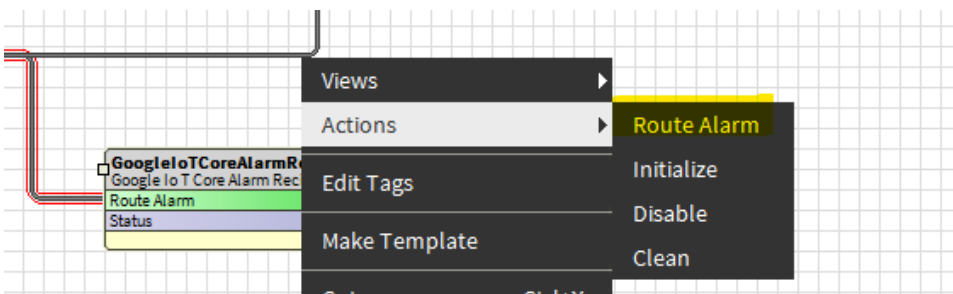 Views
Actions
Route Alarm
Initialize
Disable
Clean
Edit Tags
Make Template
GoogleIoTCoreAlarmRe
Google Io T Core Alarm Rec
Route Alarm
Status